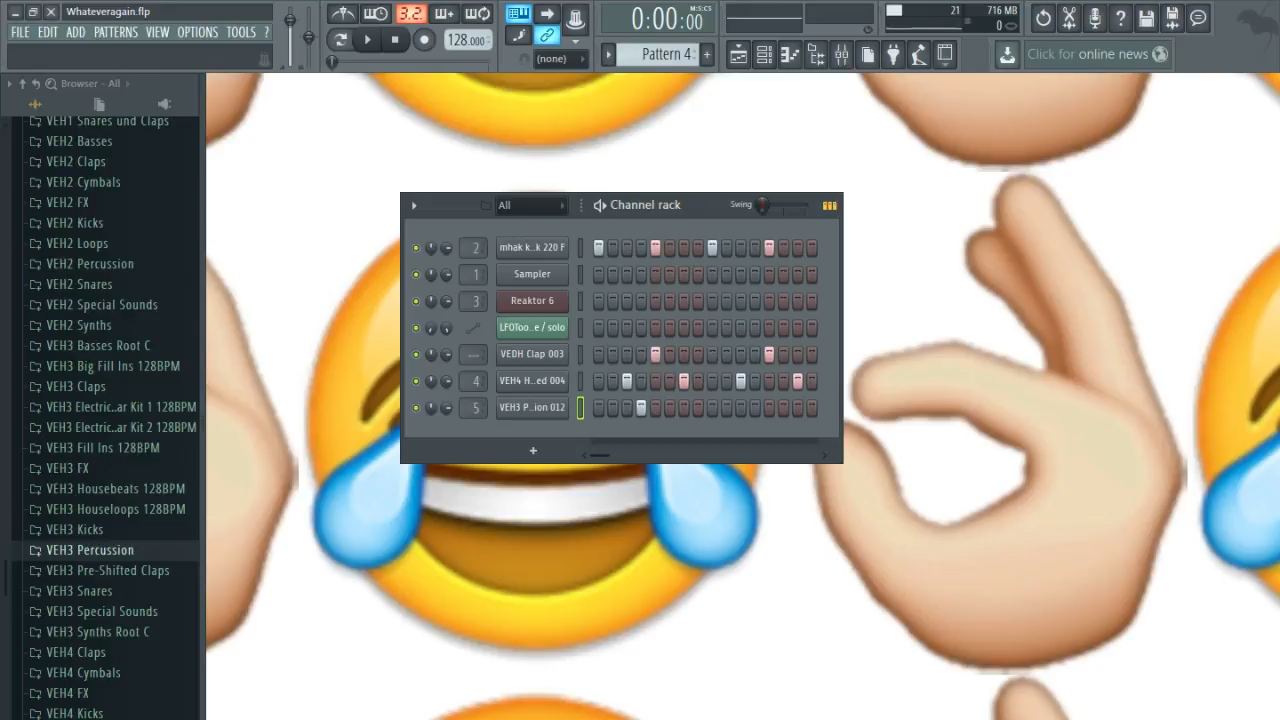 Whateveragain.flp
FILE EDIT ADD PATTERNS VIEW OPTIONS TOOLS ?
3.2
128.000
(none)
0:00:00
M:S:CS
Pattern 4
+
21
716 MB
0
?
Click for online news
Browser - All
VEH1 Snares und Claps
VEH2 Basses
VEH2 Claps
VEH2 Cymbals
VEH2 FX
VEH2 Kicks
VEH2 Loops
VEH2 Percussion
VEH2 Snares
VEH2 Special Sounds
VEH2 Synths
VEH3 Basses Root C
VEH3 Big Fill Ins 128BPM
VEH3 Claps
VEH3 Electric..ar Kit 1 128BPM
VEH3 Electric..ar Kit 2 128BPM
VEH3 Fill Ins 128BPM
VEH3 FX
VEH3 Housebeats 128BPM
VEH3 Houseloops 128BPM
VEH3 Kicks
VEH3 Percussion
VEH3 Pre-Shifted Claps
VEH3 Snares
VEH3 Special Sounds
VEH3 Synths Root C
VEH4 Claps
VEH4 Cymbals
VEH4 FX
VEH4 Kicks
All
Channel rack
Swing
2 mhak k..k 220 F
1 Sampler
3 Reaktor 6
LFOToo..e / solo
--- VEDH Clap 003
4 VEH4 H..ed 004
5 VEH3 P..ion 012
+